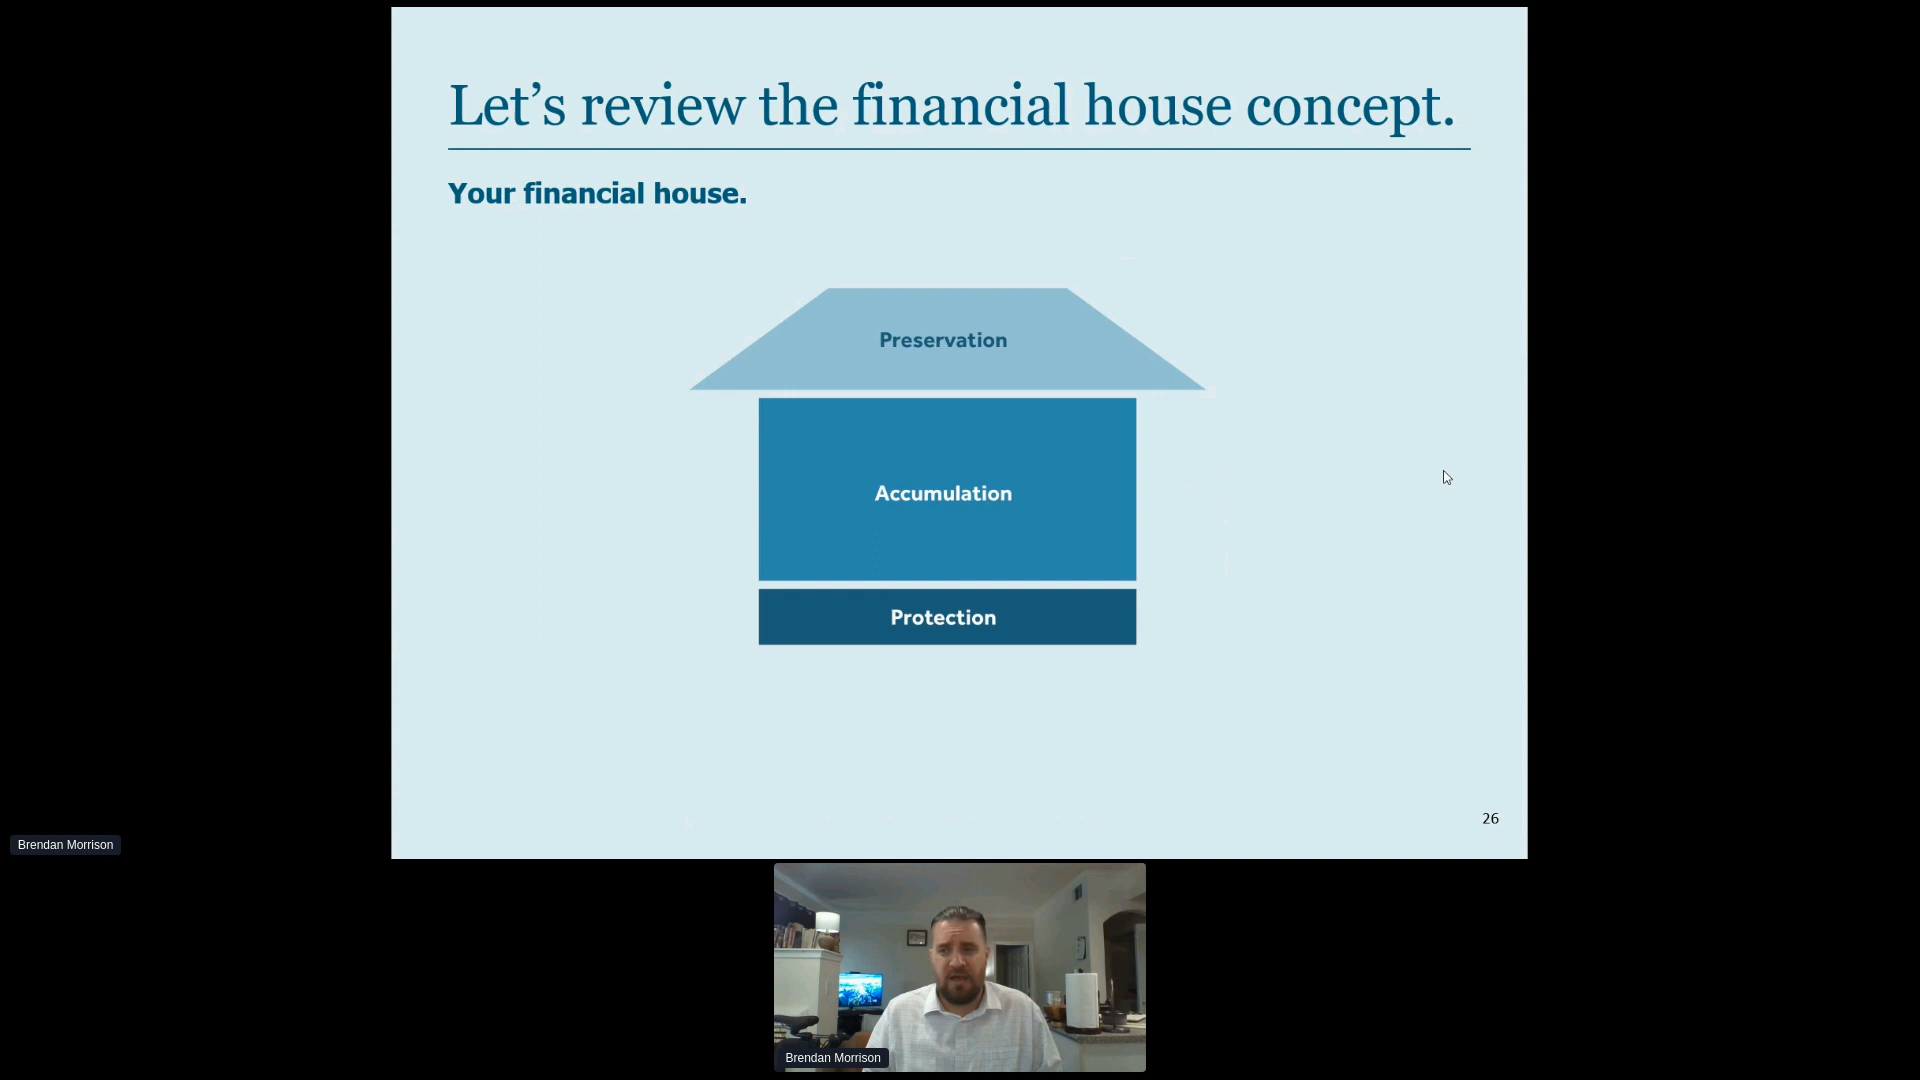 Let’s review the financial house concept.
Your financial house.
Preservation
Accumulation
Protection
26
Brendan Morrison
Brendan Morrison